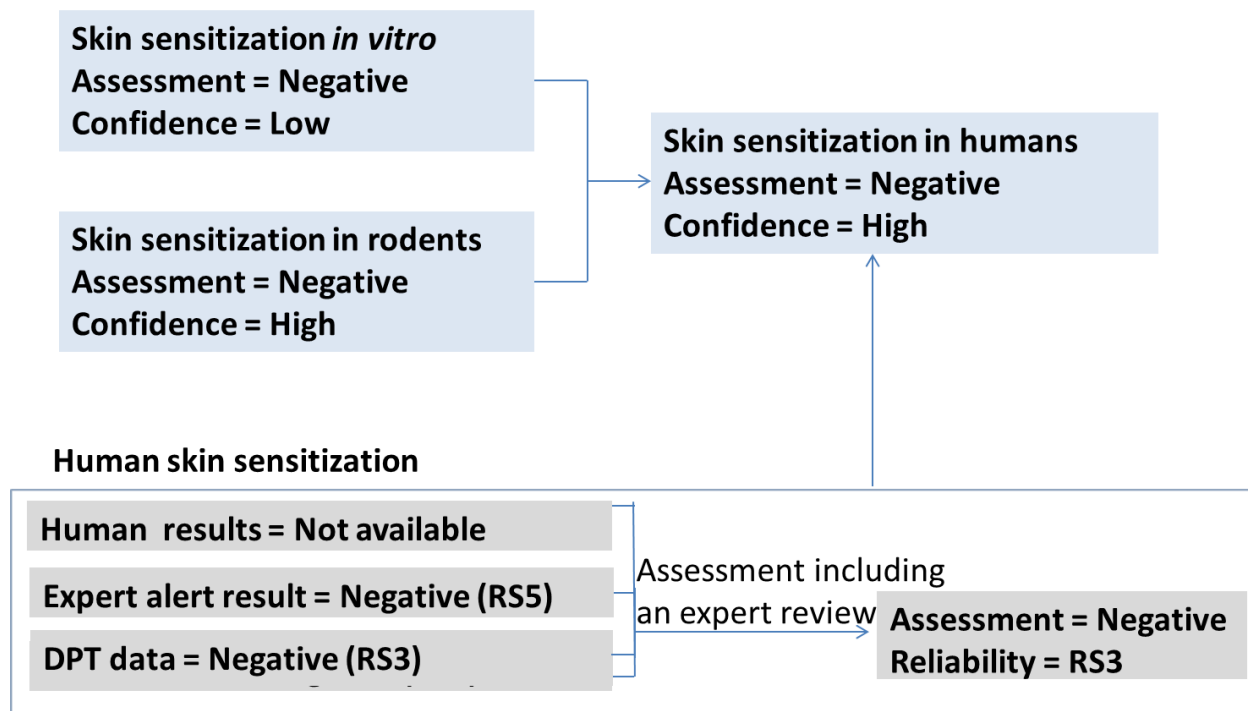 Skin sensitization in vitro
Assessment = Negative
Confidence = Low
Skin sensitization in humans
Assessment = Negative
Confidence = High
Skin sensitization in rodents
Assessment = Negative
Confidence = High
Human skin sensitization
Human results = Not available
Expert alert result = Negative (RS5)
DPT data = Negative (RS3)
Assessment including
an expert review
Assessment = Negative
Reliability = RS3